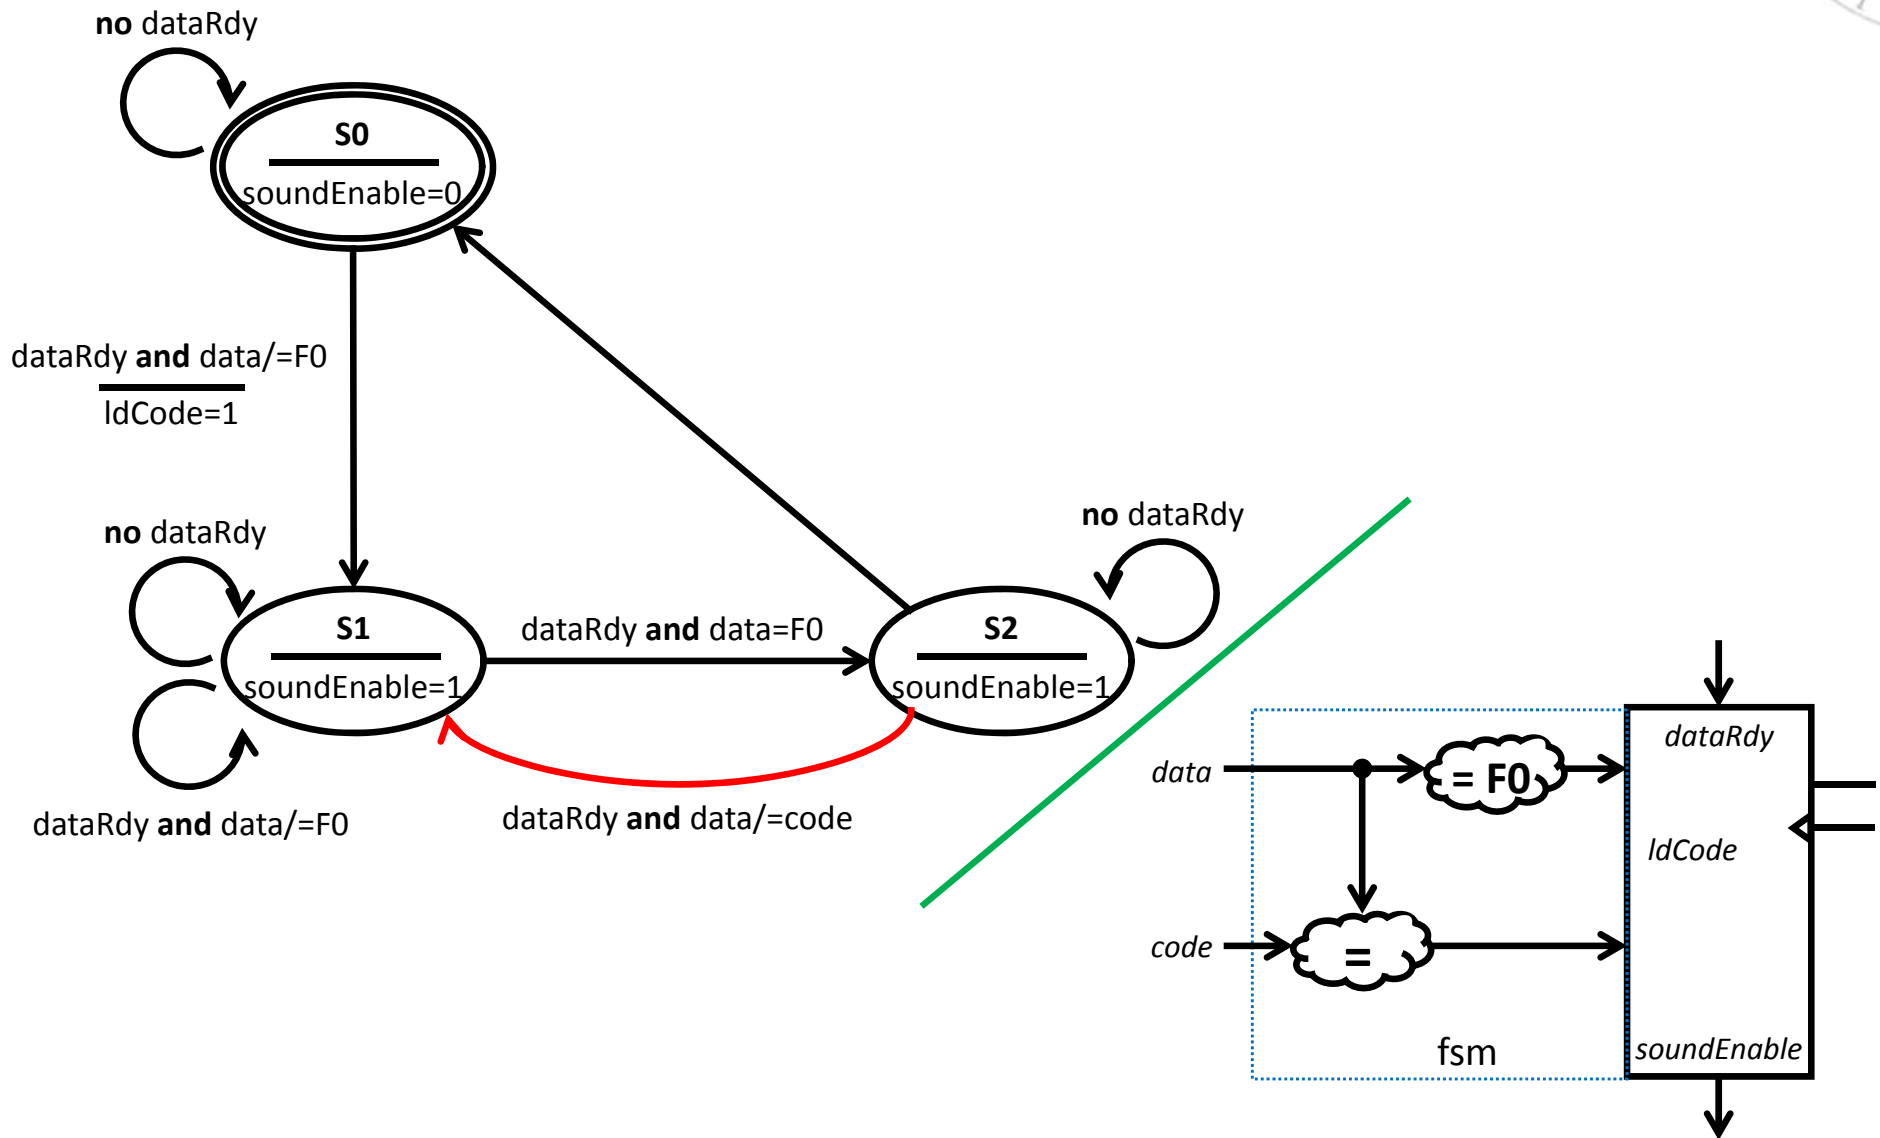 no dataRdy
S0
soundEnable=0
dataRdy and data/=F0
ldCode=1
no dataRdy
no dataRdy
S1
soundEnable=1
dataRdy and data=F0
S2
soundEnable=1
dataRdy and data/=F0
dataRdy and data/=code
dataRdy
data
= F0
ldCode
code
=
fsm
soundEnable